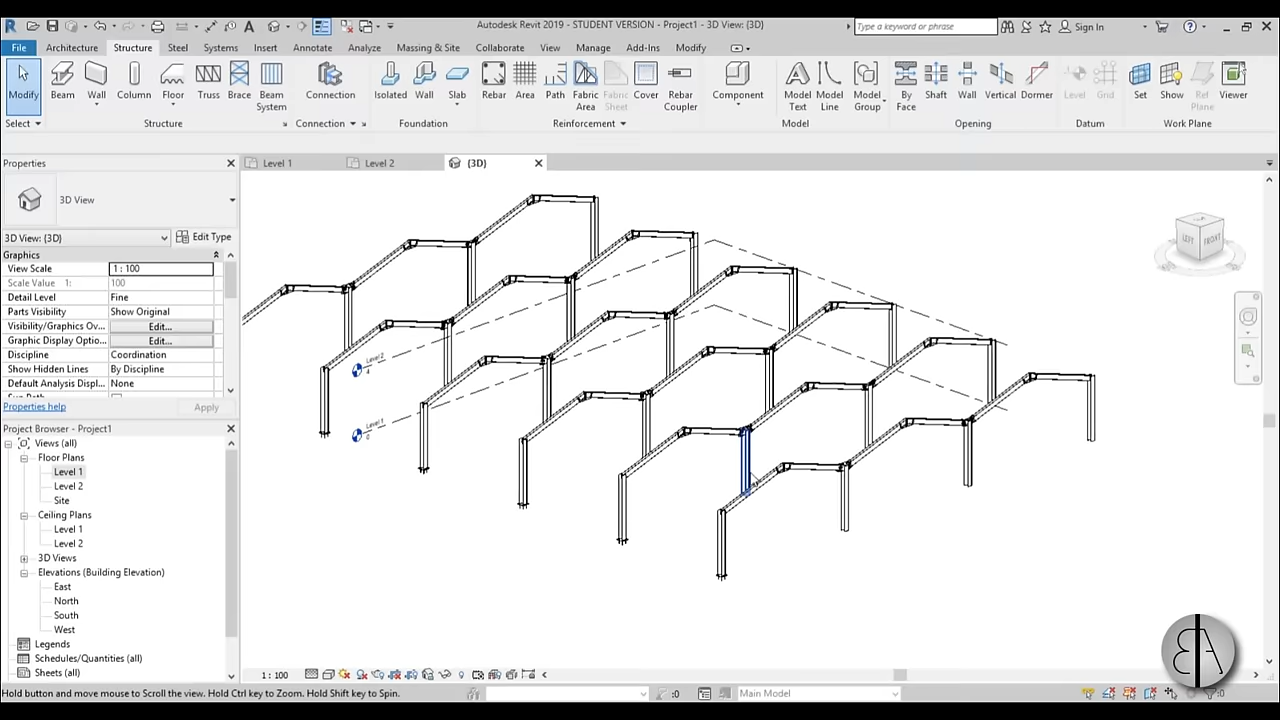 Autodesk Revit 2019 - STUDENT VERSION - Project1 - 3D View: {3D}
Type a keyword or phrase
Sign In
File Architecture Structure Steel Systems Insert Annotate Analyze Massing & Site Collaborate View Manage Add-Ins Modify
Modify Beam Wall Column Floor Truss Brace Beam System Connection Isolated Wall Slab Rebar Area Path Fabric Area Fabric Sheet Cover Rebar Coupler Component Model Text Model Line Model Group By Face Shaft Wall Vertical Dormer Level Grid Set Show Ref Plane Viewer
Select Structure Connection Foundation Reinforcement Model Opening Datum Work Plane
Properties
Level 1 Level 2 {3D}
3D View
3D View: {3D} Edit Type
Graphics
View Scale 1 : 100
Scale Value 1: 100
Detail Level Fine
Parts Visibility Show Original
Visibility/Graphics Ov... Edit...
Graphic Display Optio... Edit...
Discipline Coordination
Show Hidden Lines By Discipline
Default Analysis Displ... None
Properties help Apply
Project Browser - Project1
Views (all)
Floor Plans
Level 1
Level 2
Site
Ceiling Plans
Level 1
Level 2
3D Views
Elevations (Building Elevation)
East
North
South
West
Legends
Schedules/Quantities (all)
Sheets (all)
Level 2
4
Level 1
0
LEFT FRONT
1 : 100
Hold button and move mouse to Scroll the view. Hold Ctrl key to Zoom. Hold Shift key to Spin.
:0
Main Model
:0